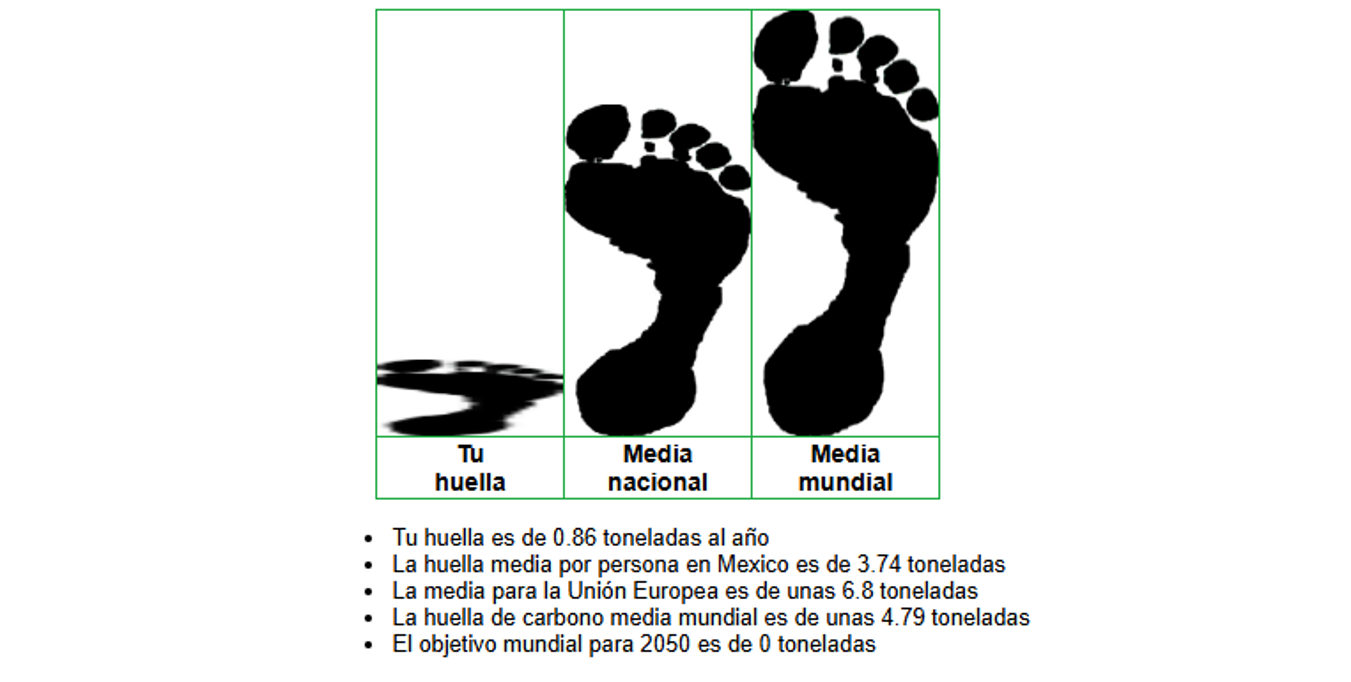 Tu
huella
Media
nacional
Media
mundial
• Tu huella es de 0.86 toneladas al año
• La huella media por persona en Mexico es de 3.74 toneladas
• La media para la Unión Europea es de unas 6.8 toneladas
• La huella de carbono media mundial es de unas 4.79 toneladas
• El objetivo mundial para 2050 es de 0 toneladas